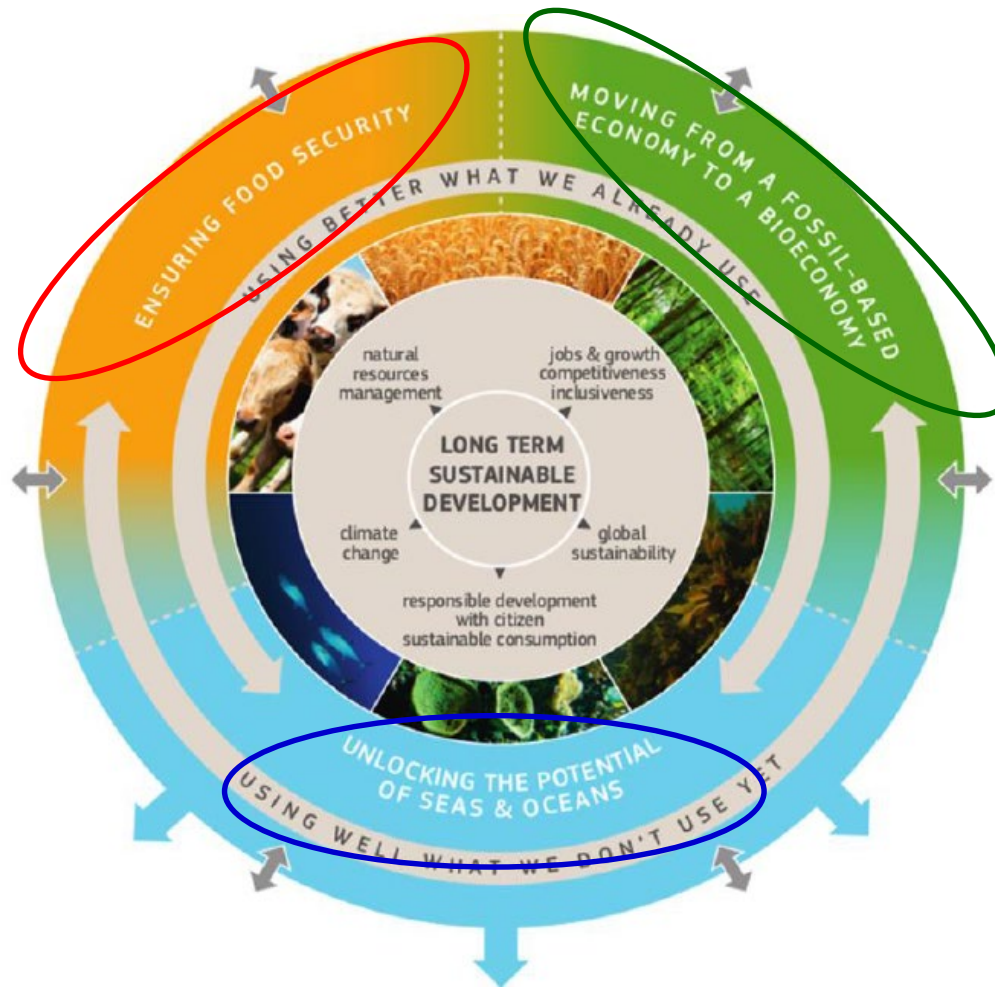 ENSURING FOOD SECURITY
MOVING FROM A FOSSIL-BASED
ECONOMY TO A BIOECONOMY
USING BETTER WHAT WE ALREADY USE
natural
resources
management
jobs & growth
competitiveness
inclusiveness
LONG TERM
SUSTAINABLE
DEVELOPMENT
climate
change
global
sustainability
responsible development
with citizen
sustainable consumption
UNLOCKING THE POTENTIAL
OF SEAS & OCEANS
USING WELL WHAT WE DON'T USE YET